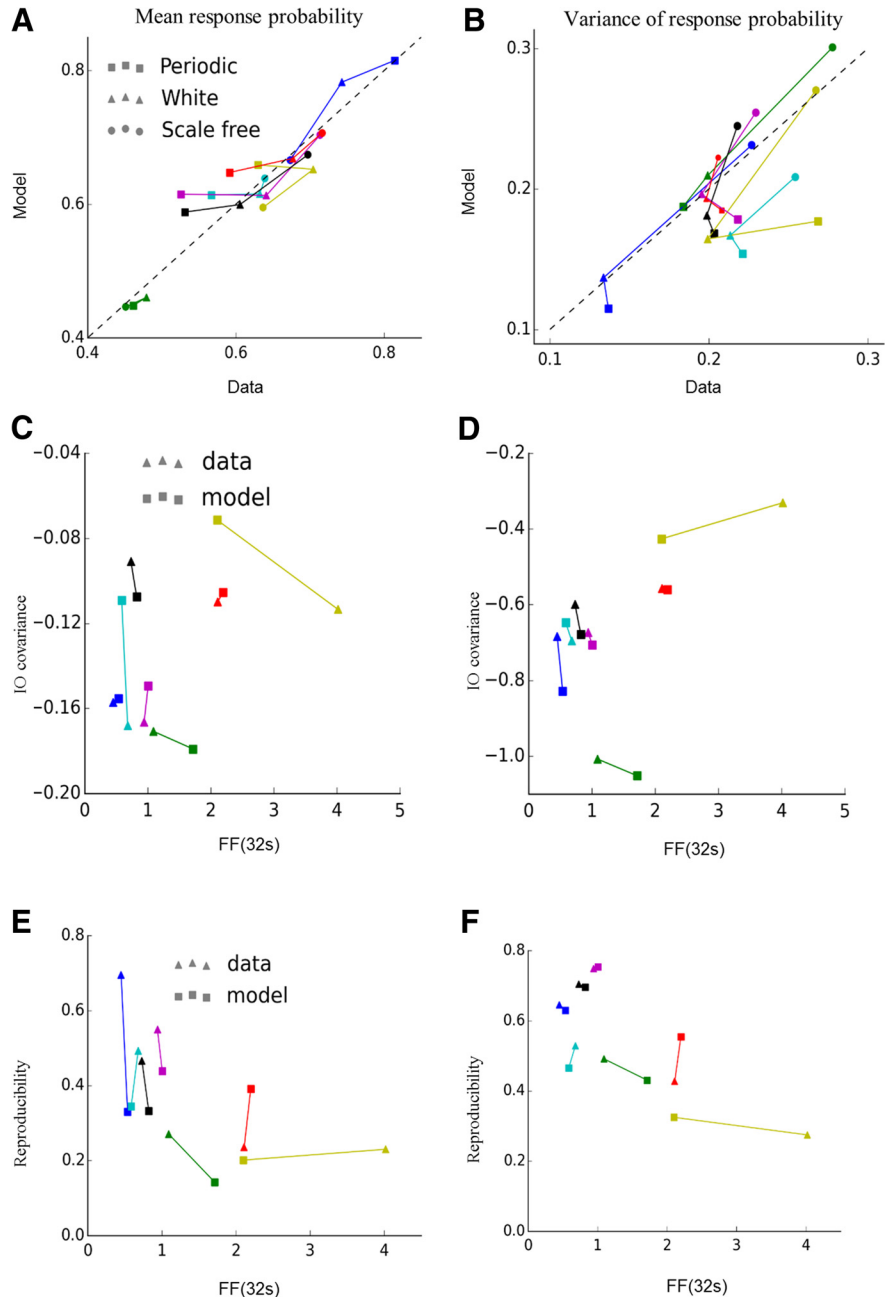 A
Mean response probability
Periodic
White
Scale free
0.8
0.6
0.4
0.4
0.6
0.8
Model
Data
B
Variance of response probability
0.3
0.2
0.1
0.1
0.2
0.3
Model
Data
C
data
model
−0.04
−0.08
−0.12
−0.16
−0.20
0
1
2
3
4
5
IO covariance
FF(32s)
D
−0.2
−0.4
−0.6
−0.8
−1.0
0
1
2
3
4
5
IO covariance
FF(32s)
E
data
model
0.8
0.6
0.4
0.2
0.0
0
1
2
3
4
Reproducibility
FF(32s)
F
0.8
0.6
0.4
0.2
0.0
0
1
2
3
4
Reproducibility
FF(32s)